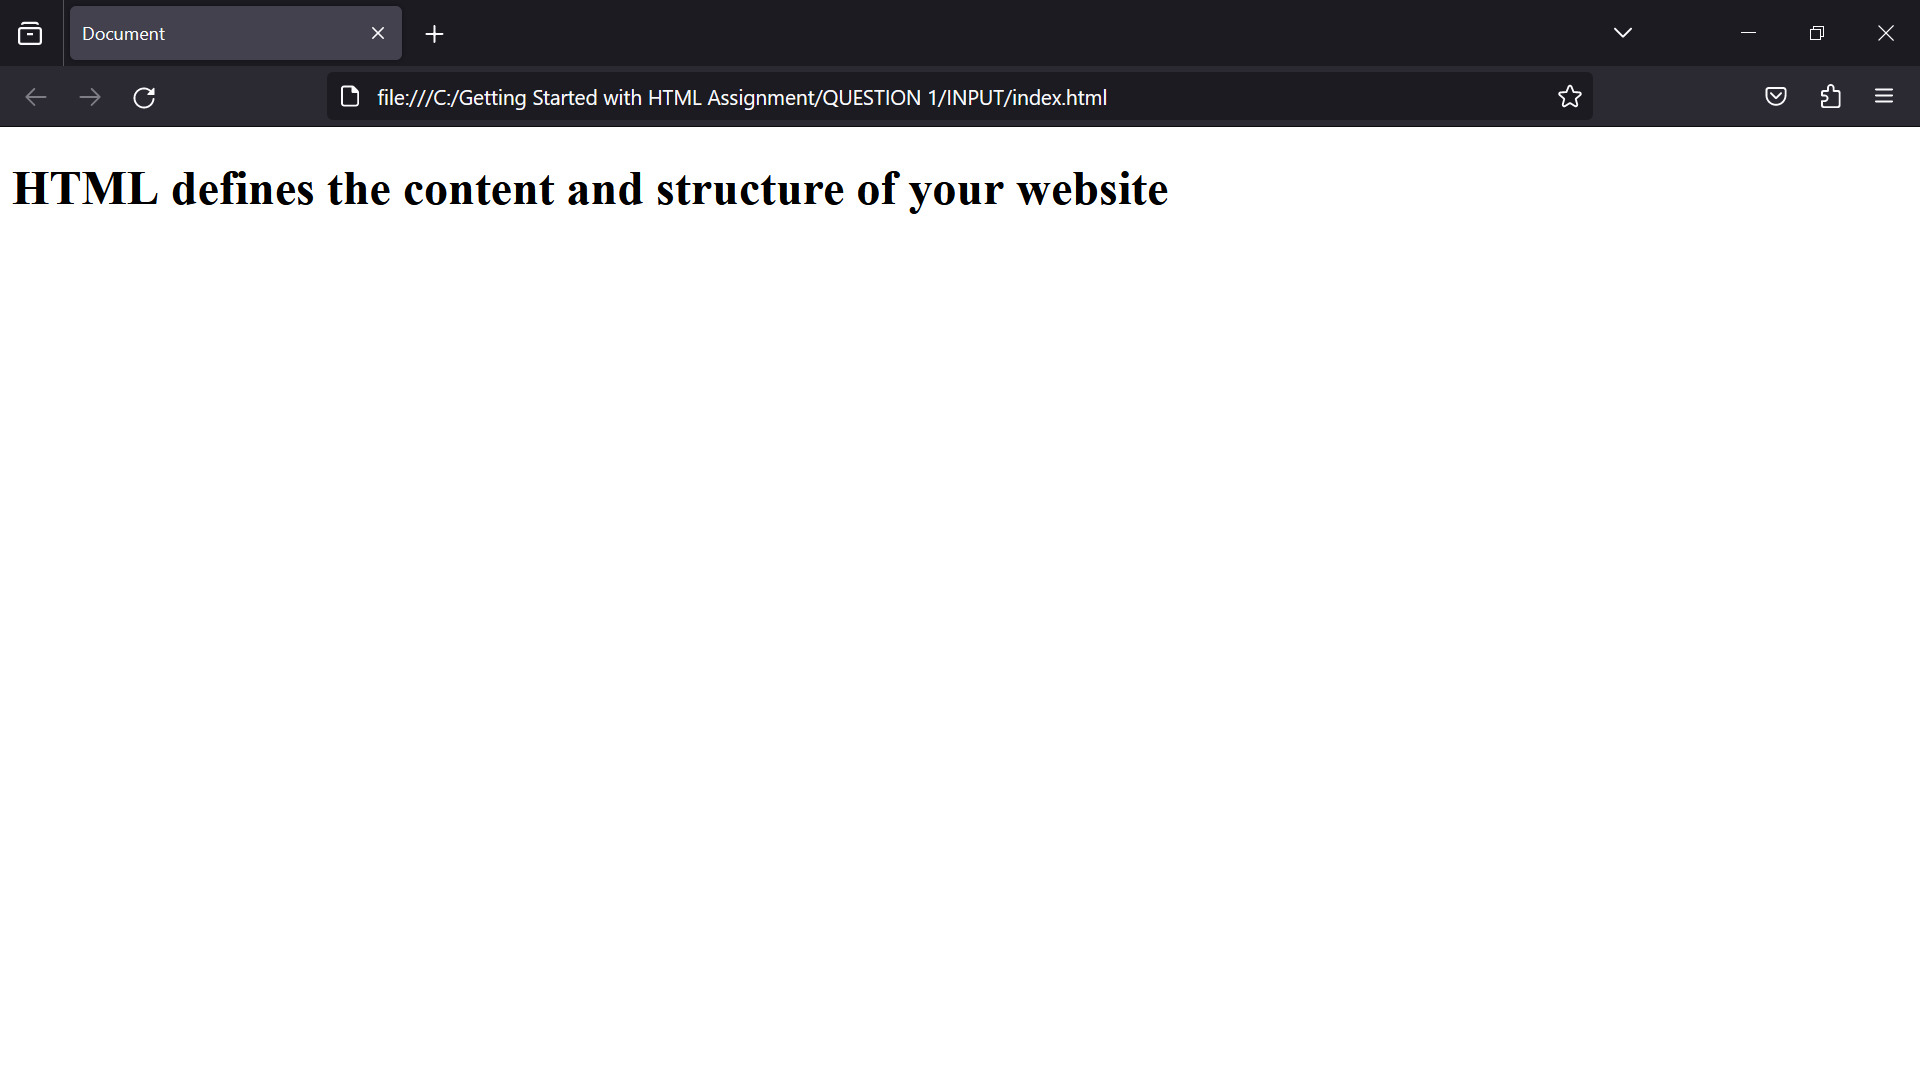 Document
file:///C:/Getting Started with HTML Assignment/QUESTION 1/INPUT/index.html
HTML defines the content and structure of your website